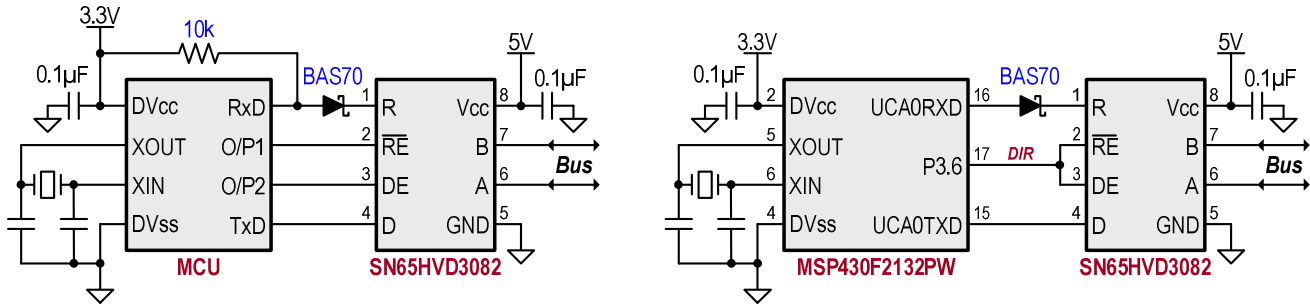 3.3V
10k
0.1µF
BAS70
5V
0.1µF
DVcc
RxD
1
R
Vcc
8
XOUT
O/P1
2
RE
B
7
Bus
XIN
O/P2
3
DE
A
6
DVss
TxD
4
D
GND
5
MCU
SN65HVD3082
3.3V
0.1µF
BAS70
5V
0.1µF
2
DVcc
UCA0RXD
16
1
R
Vcc
8
5
XOUT
2
RE
B
7
P3.6
17
DIR
Bus
6
XIN
3
DE
A
6
4
DVss
UCA0TXD
15
4
D
GND
5
MSP430F2132PW
SN65HVD3082